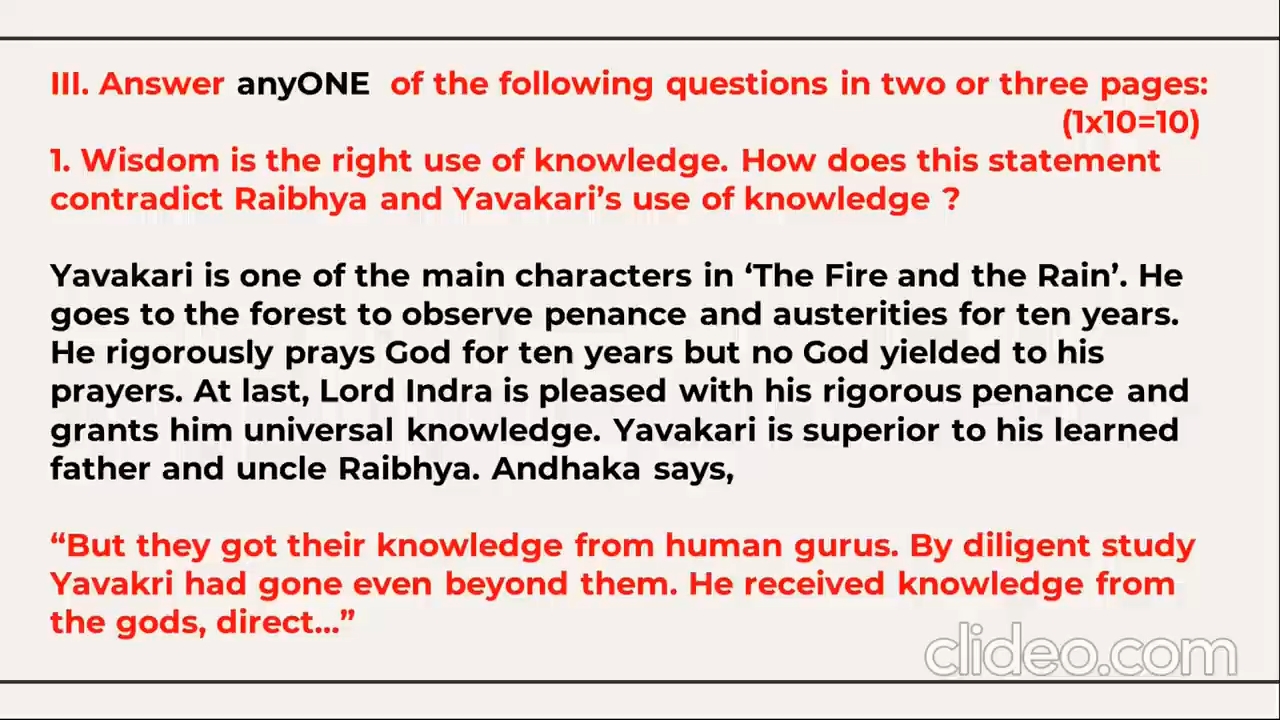 III. Answer anyONE of the following questions in two or three pages:
(1x10=10)
1. Wisdom is the right use of knowledge. How does this statement
contradict Raibhya and Yavakari’s use of knowledge ?
Yavakari is one of the main characters in ‘The Fire and the Rain’. He
goes to the forest to observe penance and austerities for ten years.
He rigorously prays God for ten years but no God yielded to his
prayers. At last, Lord Indra is pleased with his rigorous penance and
grants him universal knowledge. Yavakari is superior to his learned
father and uncle Raibhya. Andhaka says,
“But they got their knowledge from human gurus. By diligent study
Yavakri had gone even beyond them. He received knowledge from
the gods, direct...”
clideo.com